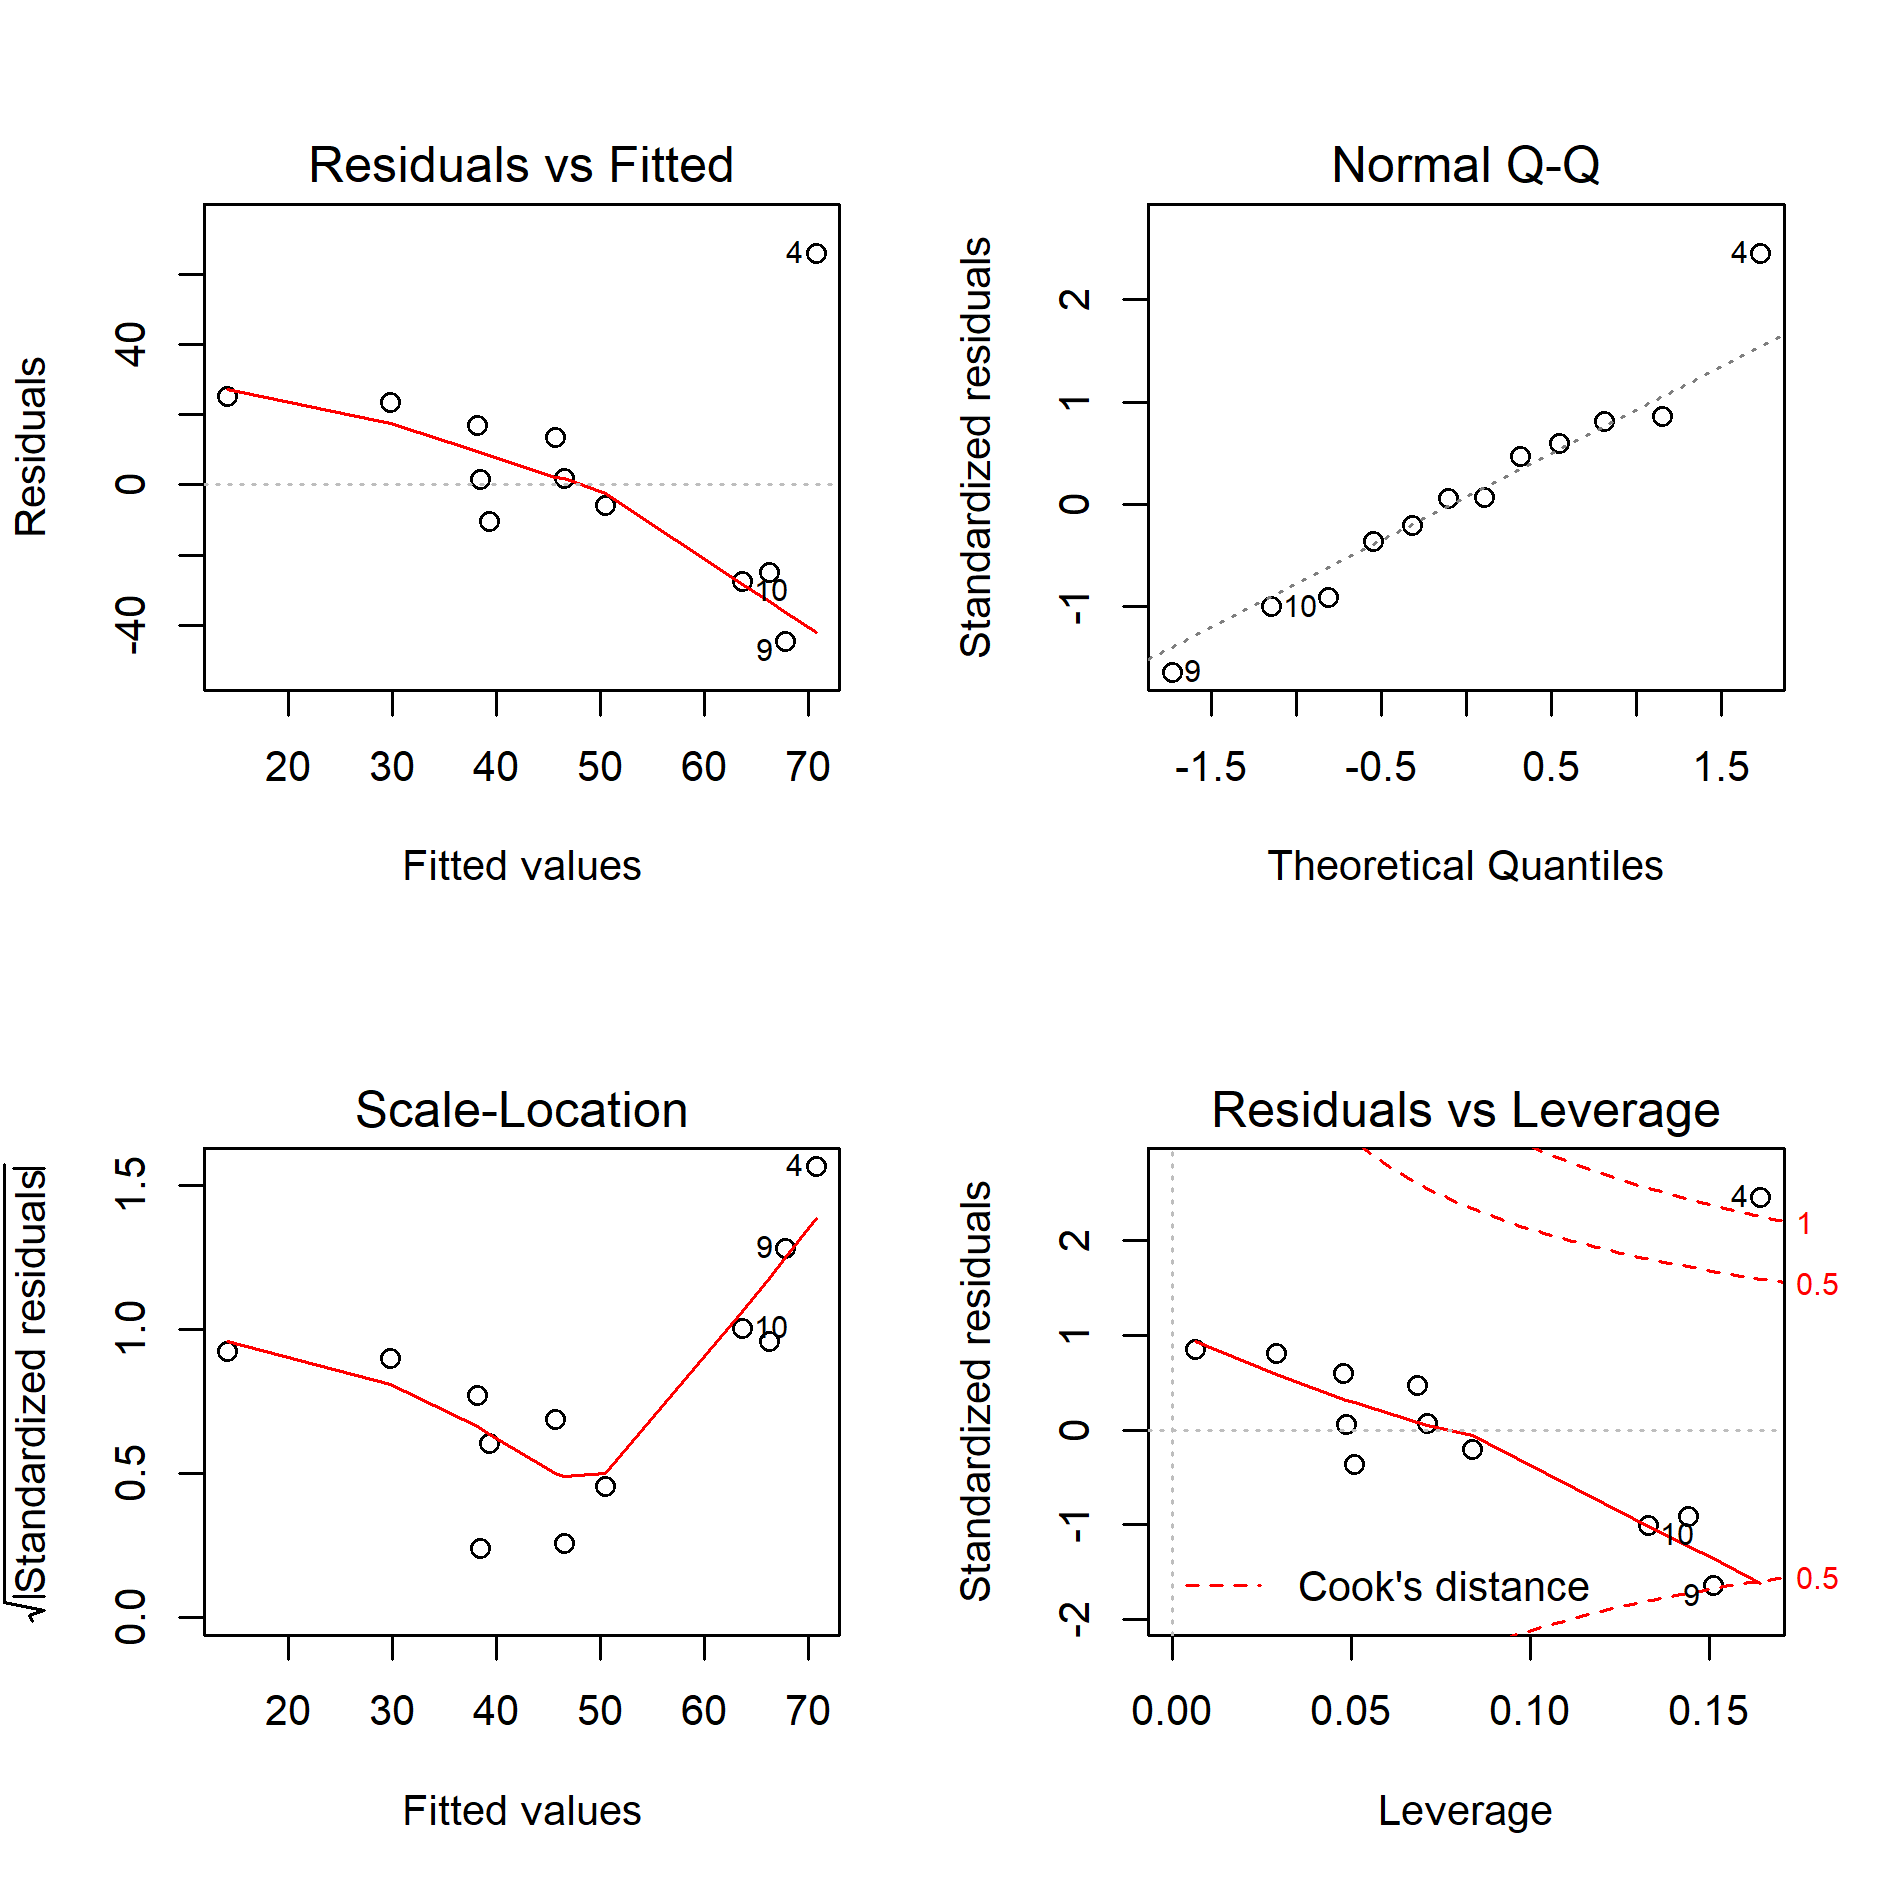 Residuals vs Fitted
Residuals
40
0
-40
4
10
9
20 30 40 50 60 70
Fitted values
Normal Q-Q
Standardized residuals
2
1
0
-1
4
10
9
-1.5 -0.5 0.5 1.5
Theoretical Quantiles
Scale-Location
√|Standardized residuals|
1.5
1.0
0.5
0.0
4
9
10
20 30 40 50 60 70
Fitted values
Residuals vs Leverage
Standardized residuals
2
1
0
-1
-2
4
1
0.5
10
9
0.5
Cook's distance
0.00 0.05 0.10 0.15
Leverage